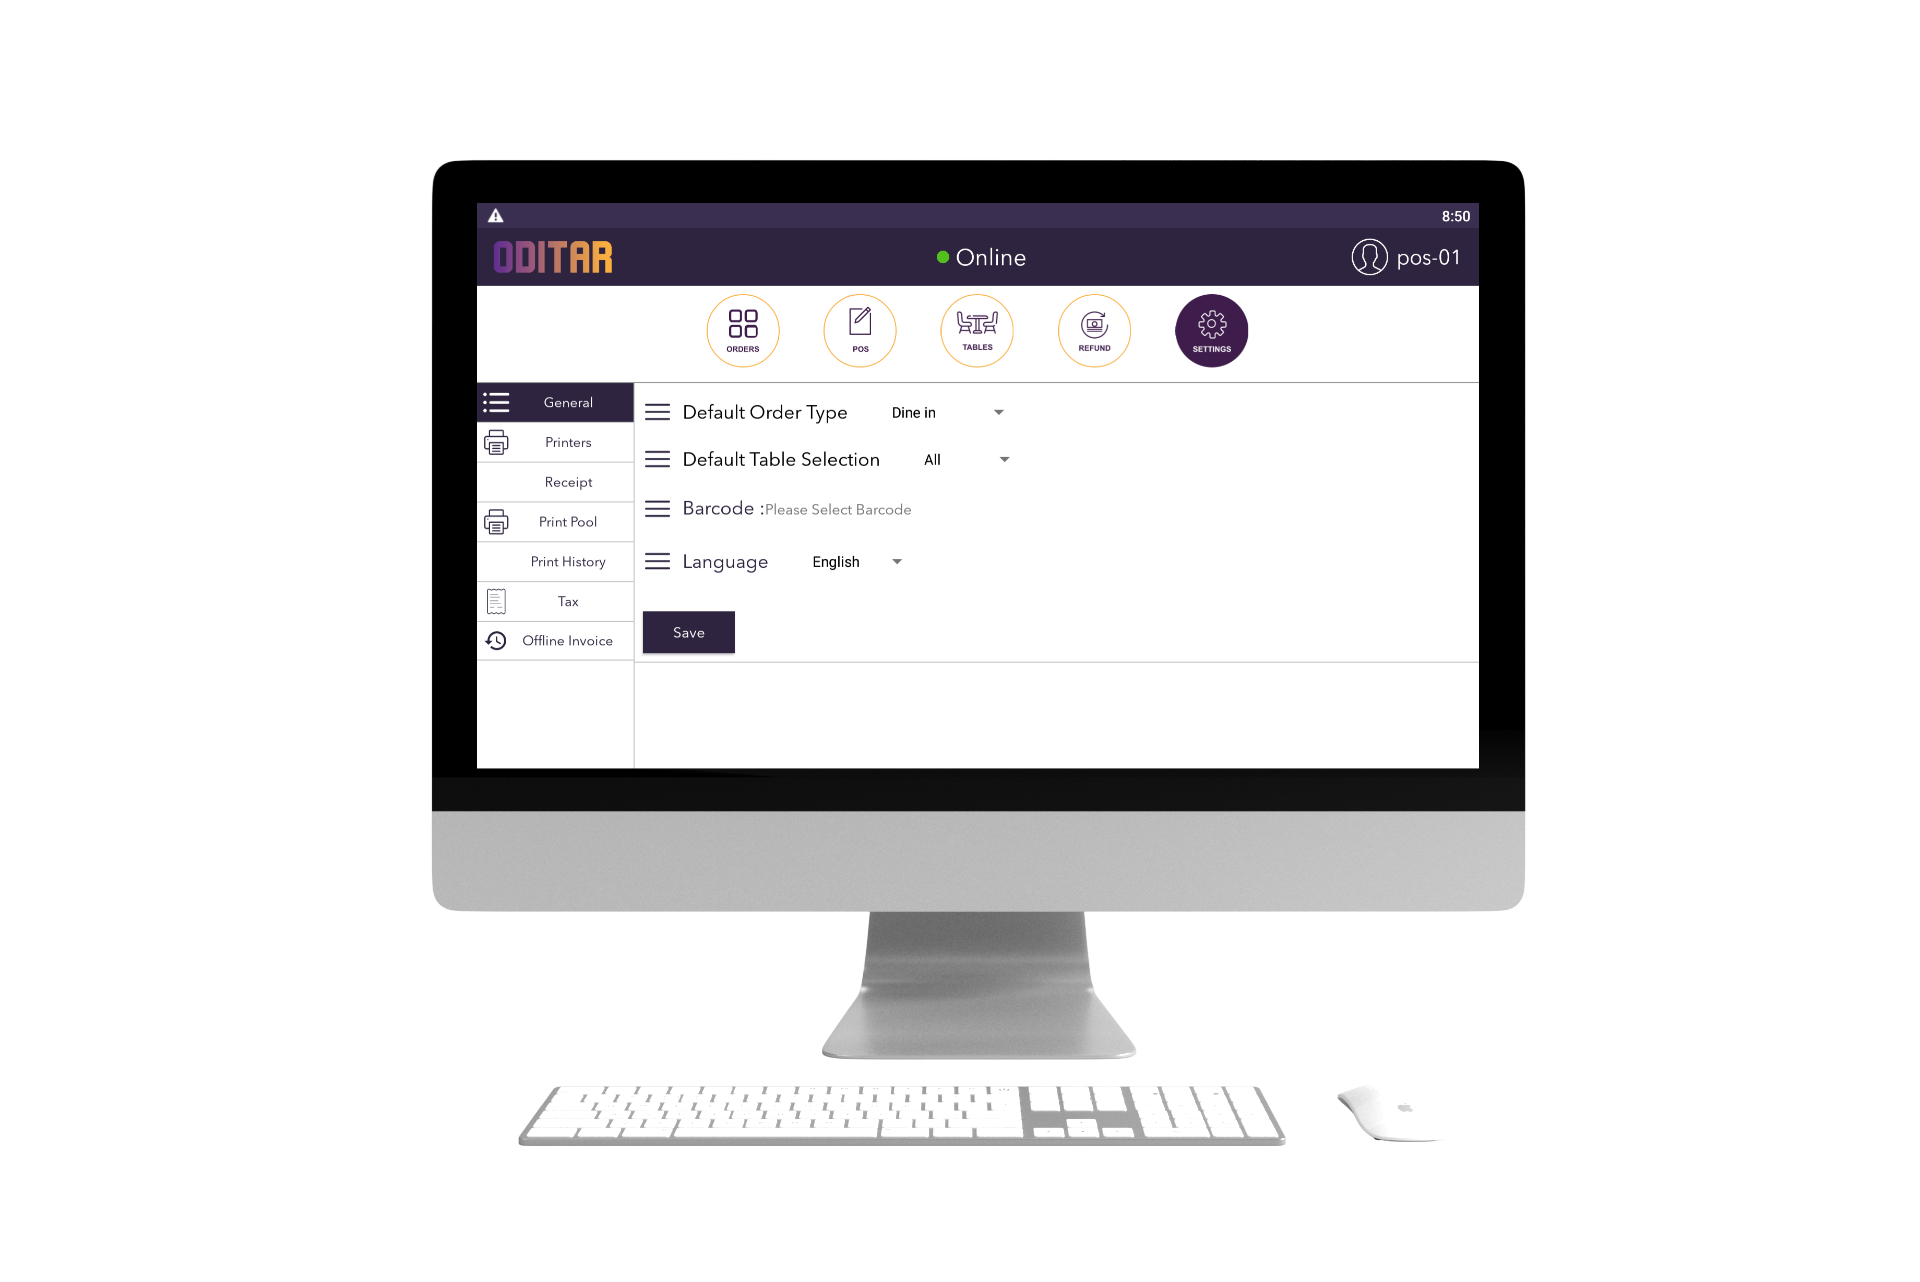 8:50
ODITAR
Online
pos-01
ORDERS
POS
TABLES
REFUND
SETTINGS
General
Printers
Receipt
Print Pool
Print History
Tax
Offline Invoice
Default Order Type Dine in
Default Table Selection All
Barcode :Please Select Barcode
Language English
Save